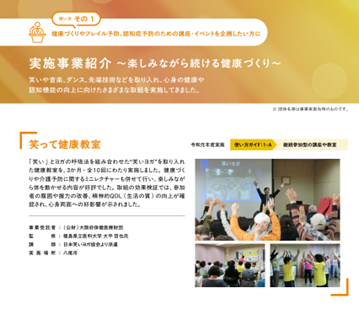 使い方 その1
健康づくりやフレイル予防、認知症予防のための講座・イベントを企画したい方に
実施事業紹介 ～楽しみながら続ける健康づくり～
笑いや音楽、ダンス、先端技術などを取り入れ、心身の健康や
認知機能の向上に向けたさまざまな取組を実施してきました。
※ 団体名等は事業実施当時のものです。
笑って健康教室
令和元年度実施
使い方ガイド：1-A
継続参加型の講座や教室
「笑い」とヨガの呼吸法を組み合わせた“笑いヨガ”を取り入れ
た健康教室を、3か月・全10回にわたり実施しました。健康づく
りや介護予防に関するミニレクチャーも併せて行い、楽しみなが
ら体を動かせる内容が好評でした。取組の効果検証では、参加
者の腹囲や握力の改善、精神的QOL（生活の質）の向上が確
認され、心身両面への好影響が示されました。
事業受託者：（公財）大阪府保健医療財団
監修：福島県立医科大学 大平 哲也氏
講師：日本笑いヨガ協会より派遣
実施場所：八尾市